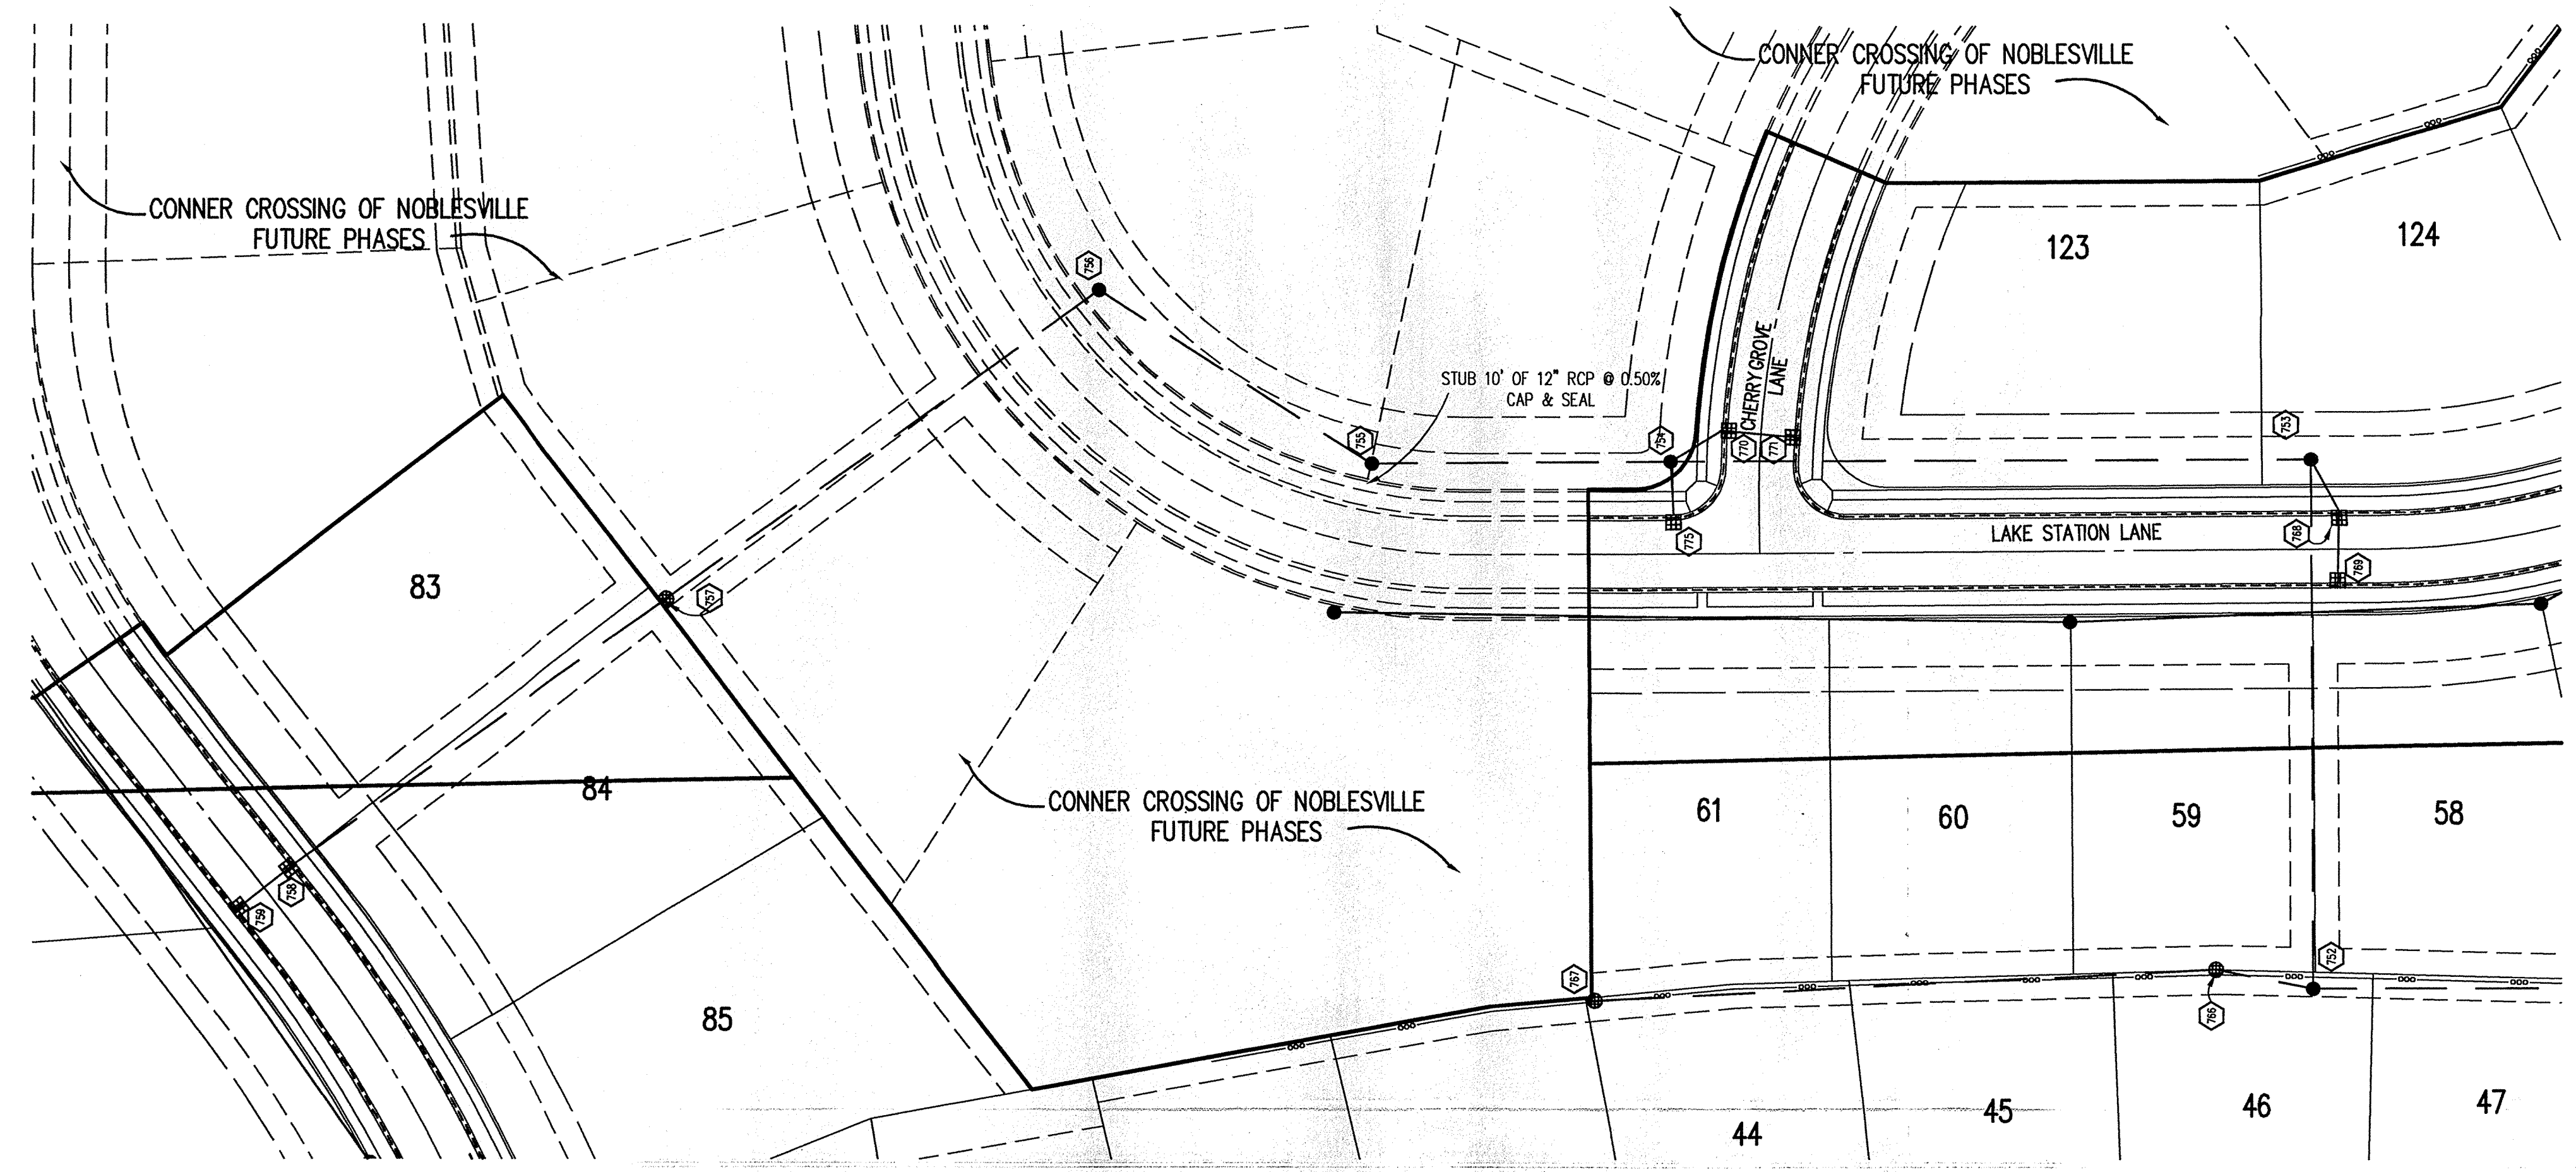 CONNER CROSSING OF NOBLESVILLE
FUTURE PHASES
CONNER CROSSING OF NOBLESVILLE
FUTURE PHASES
123
124
756
STUB 10' OF 12" RCP @ 0.50%
CAP & SEAL
CHERRYGROVE
LANE
755
754
770
771
753
775
LAKE STATION LANE
768
769
83
757
84
CONNER CROSSING OF NOBLESVILLE
FUTURE PHASES
61
60
59
58
758
759
767
752
766
85
44
45
46
47